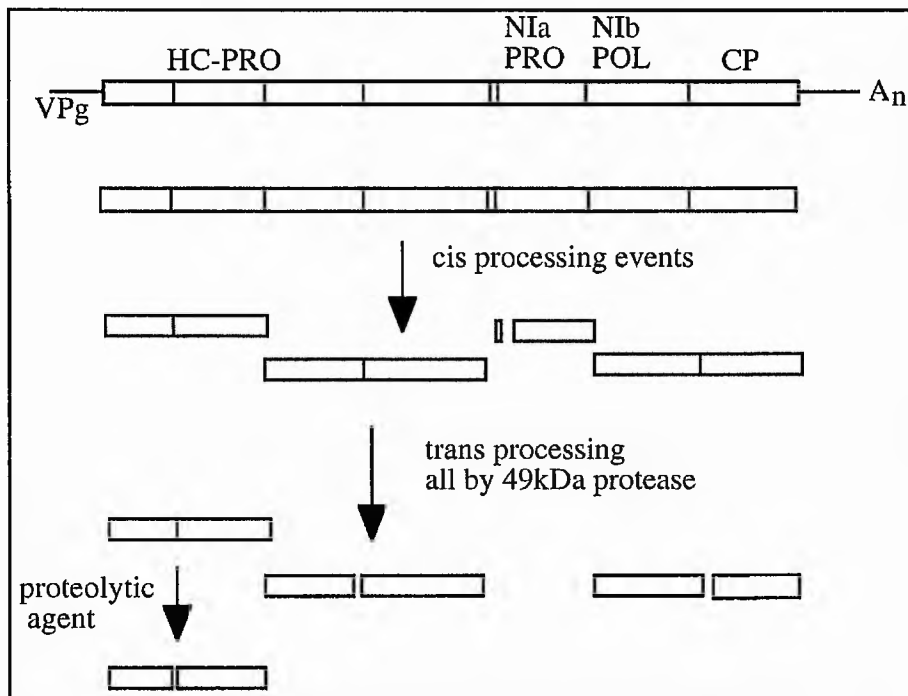 NIa NIb
HC-PRO PRO POL CP
VPg An
cis processing events
trans processing
all by 49kDa protease
proteolytic
agent